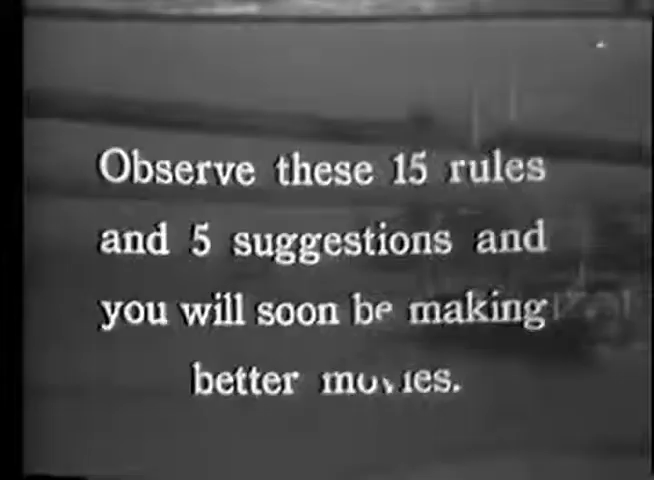 Observe these 15 rules
and 5 suggestions and
you will soon be making
better movies.